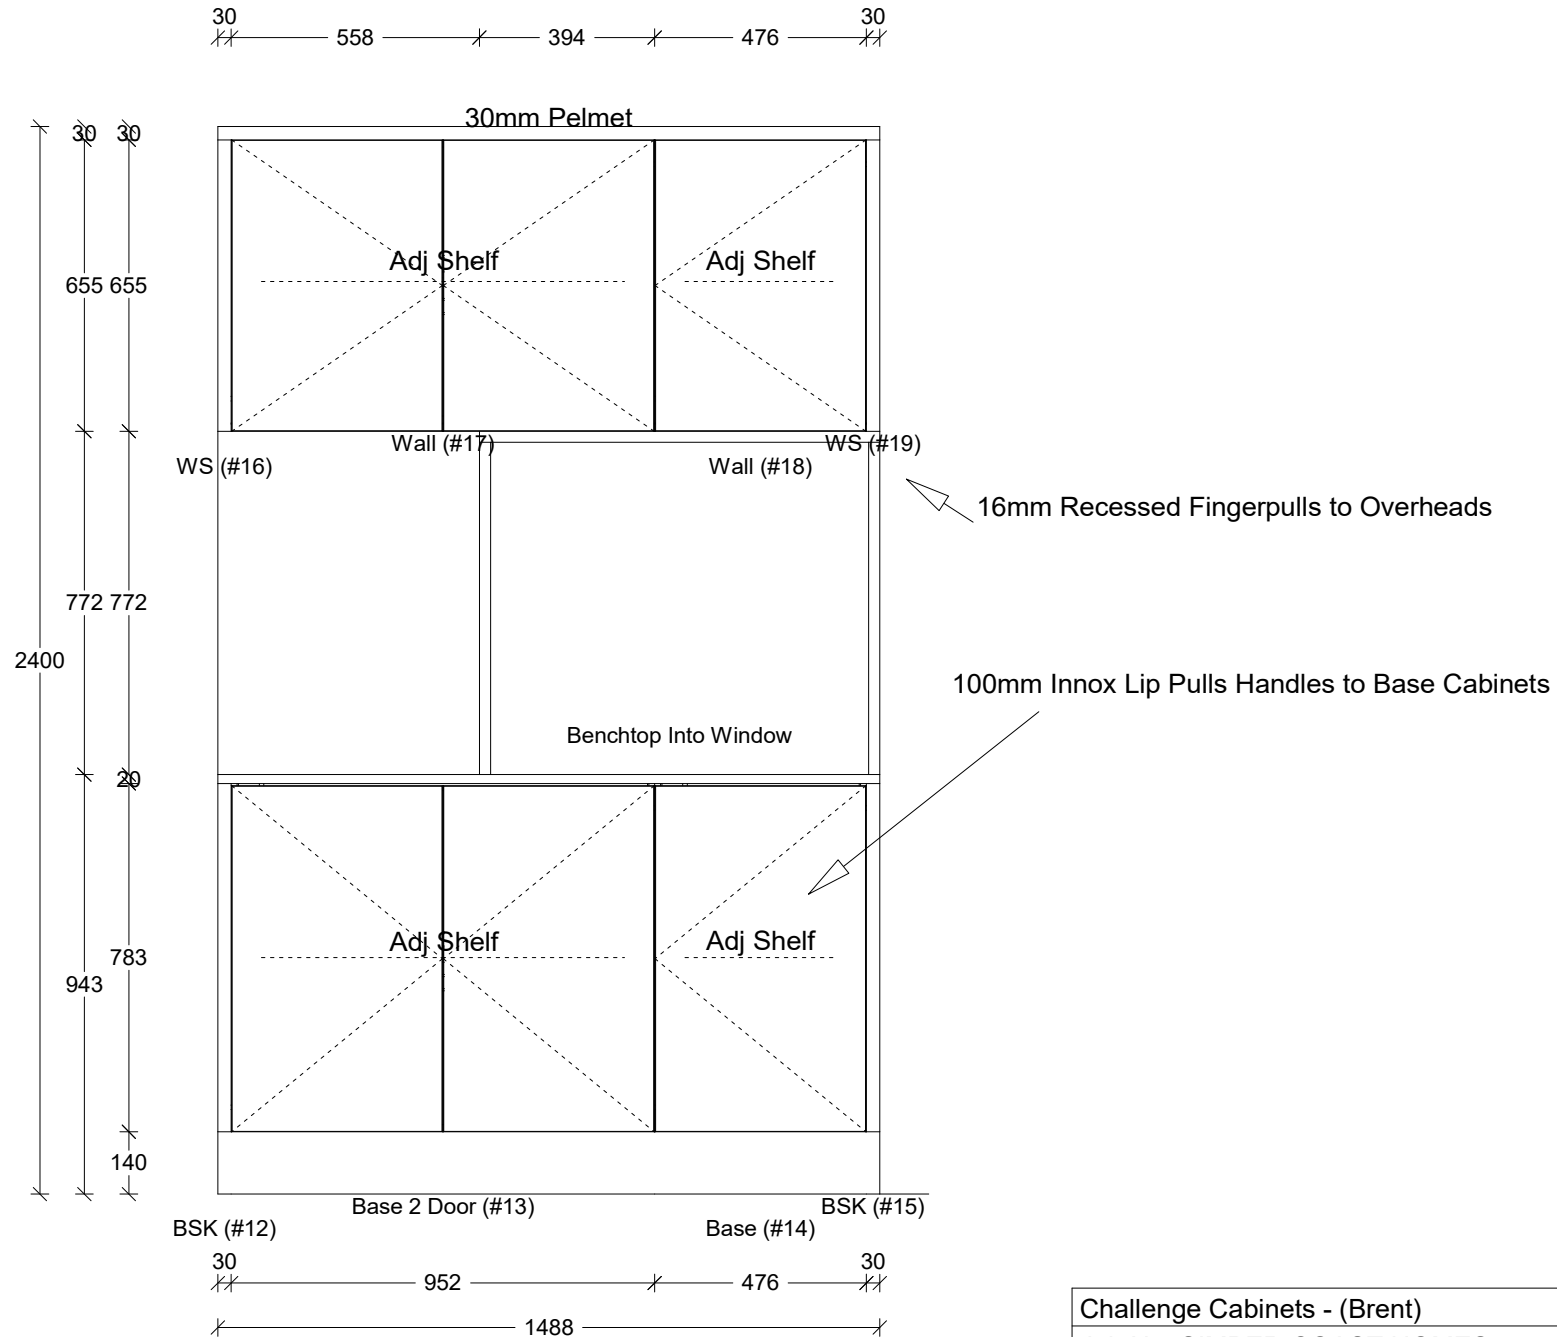 30 30
558 394 476
30mm Pelmet
30 30
Adj Shelf Adj Shelf
655 655
Wall (#17) WS (#19)
WS (#16) Wall (#18)
16mm Recessed Fingerpulls to Overheads
772 772
2400
100mm Innox Lip Pulls Handles to Base Cabinets
Benchtop Into Window
20
Adj Shelf Adj Shelf
783
943
140
Base 2 Door (#13) BSK (#15)
BSK (#12) Base (#14)
30 30
952 476
1488
Challenge Cabinets - (Brent)